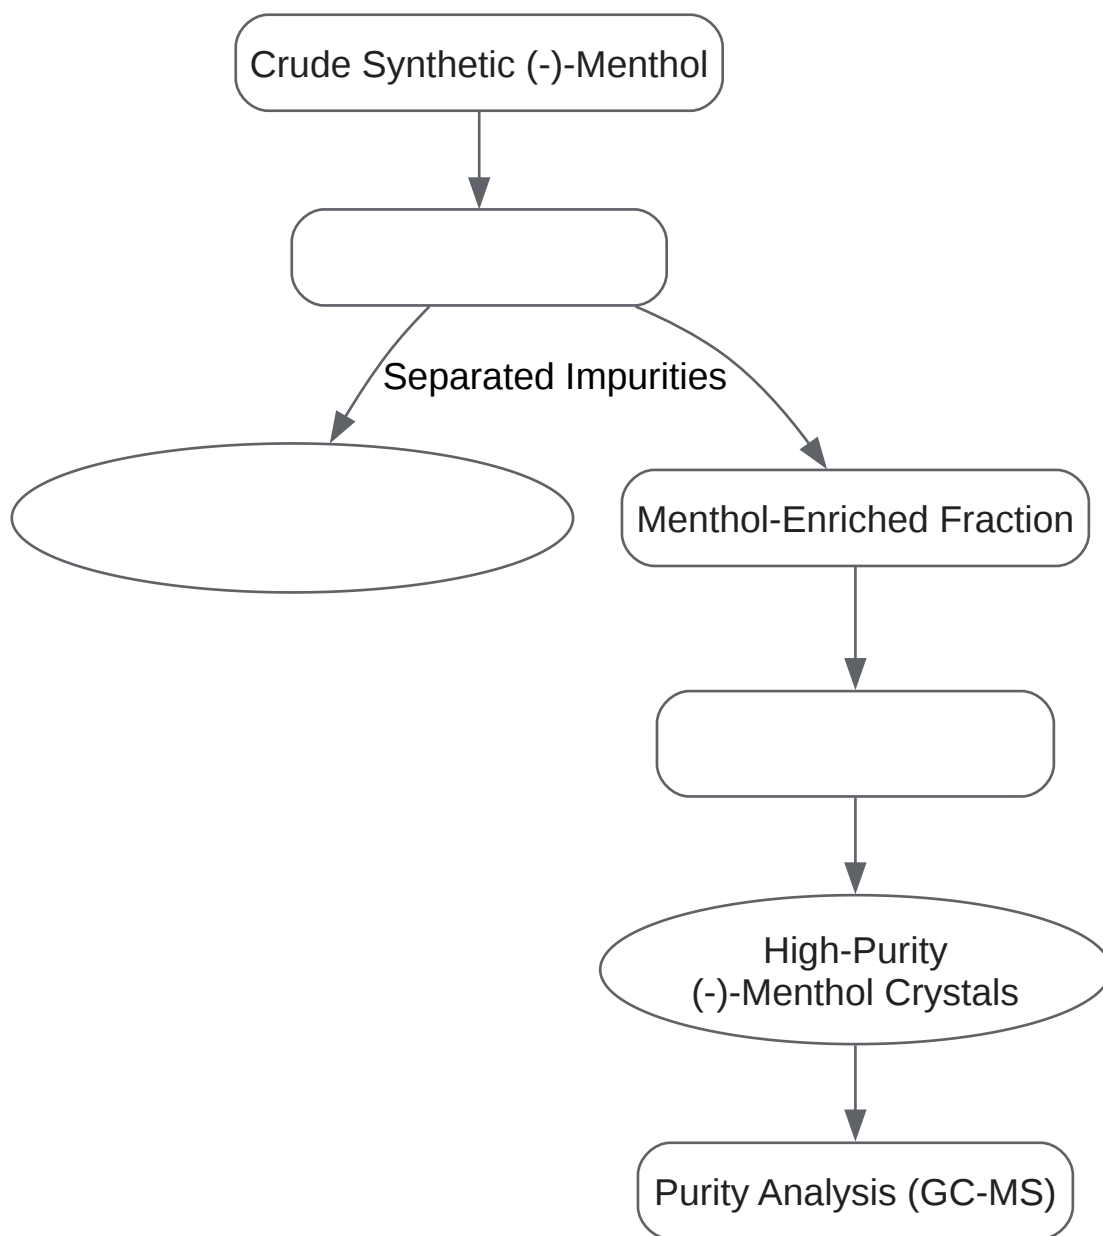 Crude Synthetic (-)-Menthol
Separated Impurities
Menthol-Enriched Fraction
High-Purity
(-)-Menthol Crystals
Purity Analysis (GC-MS)